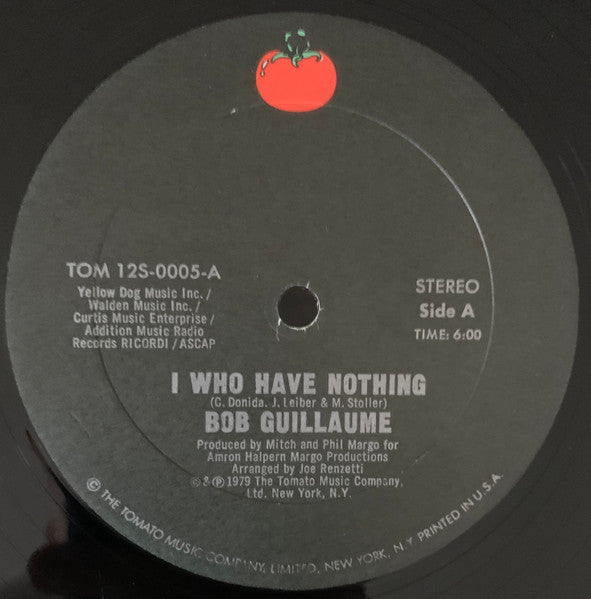 TOM 12S-0005-A
Yellow Dog Music Inc./
Walden Music Inc./
Curtis Music Enterprise/
Addition Music Radio
Records RICORDI/ASCAP
STEREO
Side A
TIME: 6:00
I WHO HAVE NOTHING
(C. Donida. J. Leiber & M. Stoller)
BOB GUILLAUME
Produced by Mitch and Phil Margo for
Amron Halpern Margo Productions
Arranged by Joe Renzetti
©&℗1979 The Tomato Music Company,
Ltd. New York, N.Y.
© THE TOMATO MUSIC COMPANY, LIMITED, NEW YORK, N.Y. PRINTED IN U.S.A.